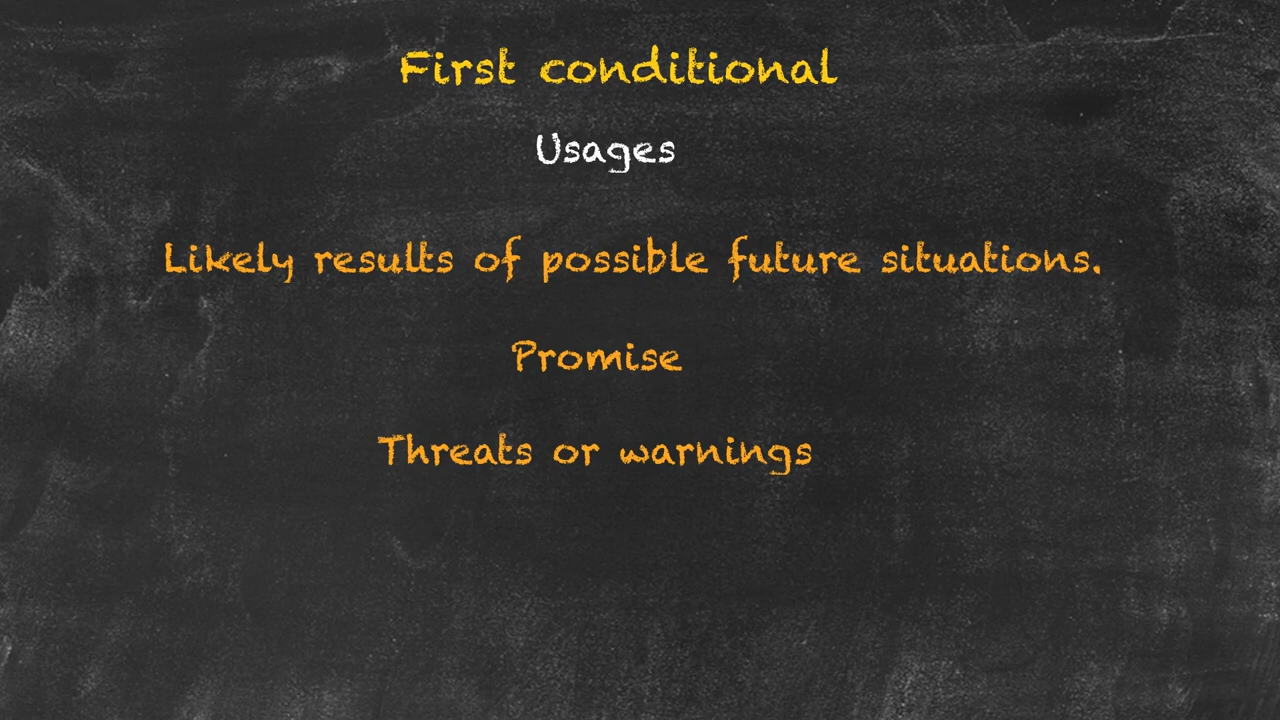 First conditional
Usages
Likely results of possible future situations.
Promise
Threats or warnings